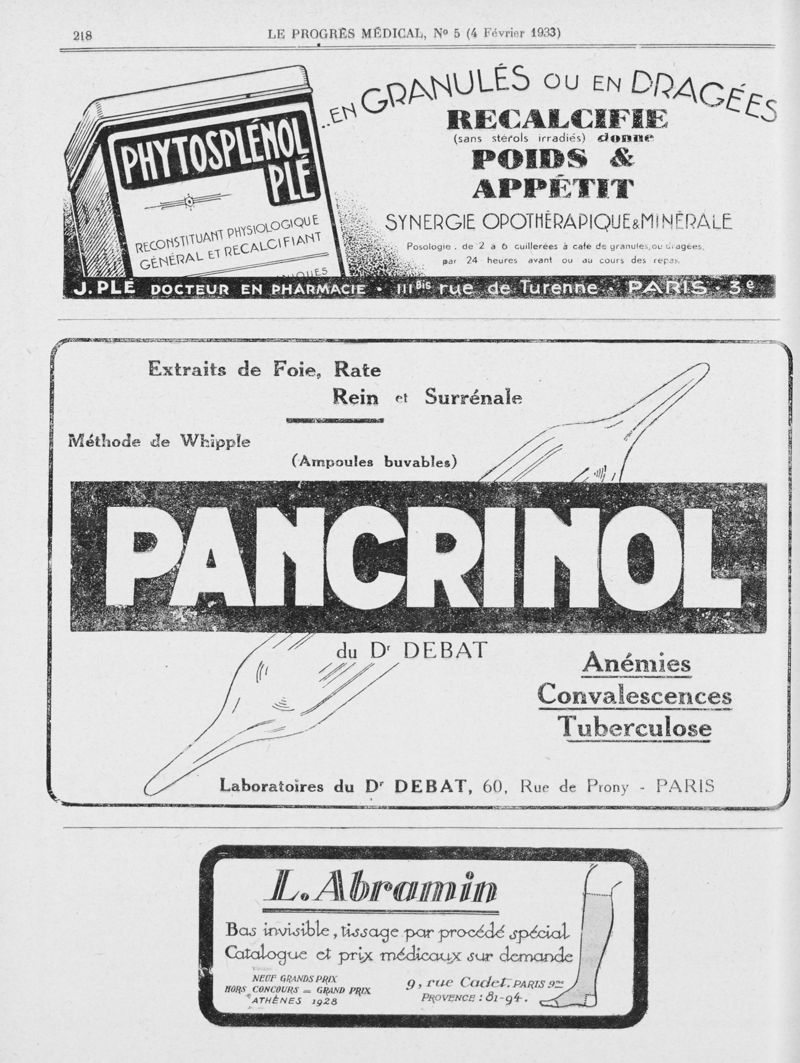 218
LE PROGRÈS MÉDICAL, No 5 (4 Février 1933)
PHYTOSPLÉNOL
PLÉ
RECONSTITUANT PHYSIOLOGIQUE
GÉNÉRAL ET RECALCIFIANT
..EN GRANULÉS OU EN DRAGÉES
RECALCIFIE
(sans stérols irradiés) donne
POIDS &
APPÉTIT
SYNERGIE OPOTHÉRAPIQUE & MINÉRALE
Posologie . de 2 à 6 cuillerées à café de granulés, ou dragées,
par 24 heures avant ou au cours des repas.
J. PLÉ DOCTEUR EN PHARMACIE · 111 Bis rue de Turenne · PARIS · 3e
Extraits de Foie, Rate
Rein et Surrénale
Méthode de Whipple
(Ampoules buvables)
PANCRINOL
du Dr DEBAT
Anémies
Convalescences
Tuberculose
Laboratoires du Dr DEBAT, 60, Rue de Prony - PARIS
L. Abramin
Bas invisible, tissage par procédé spécial
Catalogue et prix médicaux sur demande
NEUF GRANDS PRIX
HORS CONCOURS = GRAND PRIX
ATHÈNES 1928
9, rue Cadet. PARIS 9me
PROVENCE : 81-94.